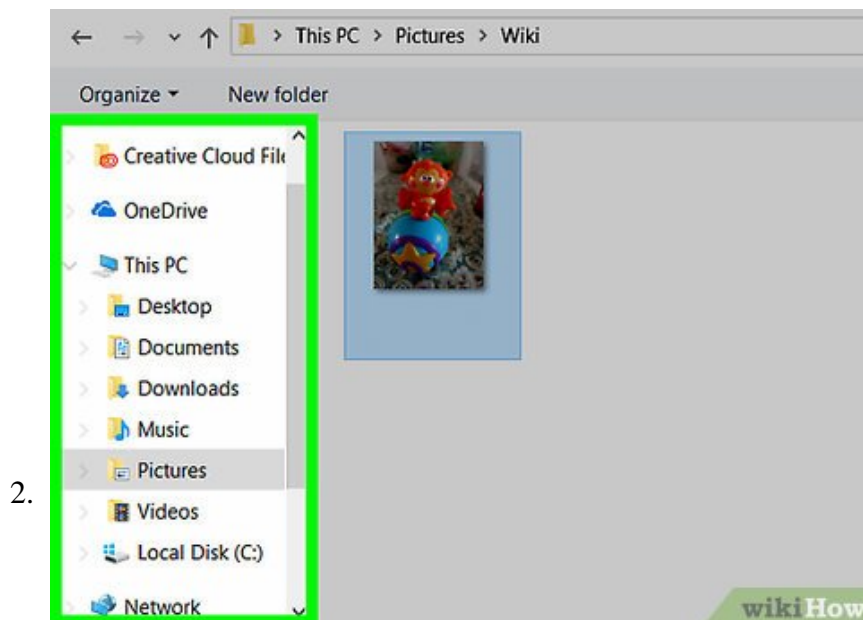 This PC > Pictures > Wiki
Organize New folder
Creative Cloud File
OneDrive
This PC
Desktop
Documents
Downloads
Music
Pictures
2.
Videos
Local Disk (C:)
Network
wikiHow